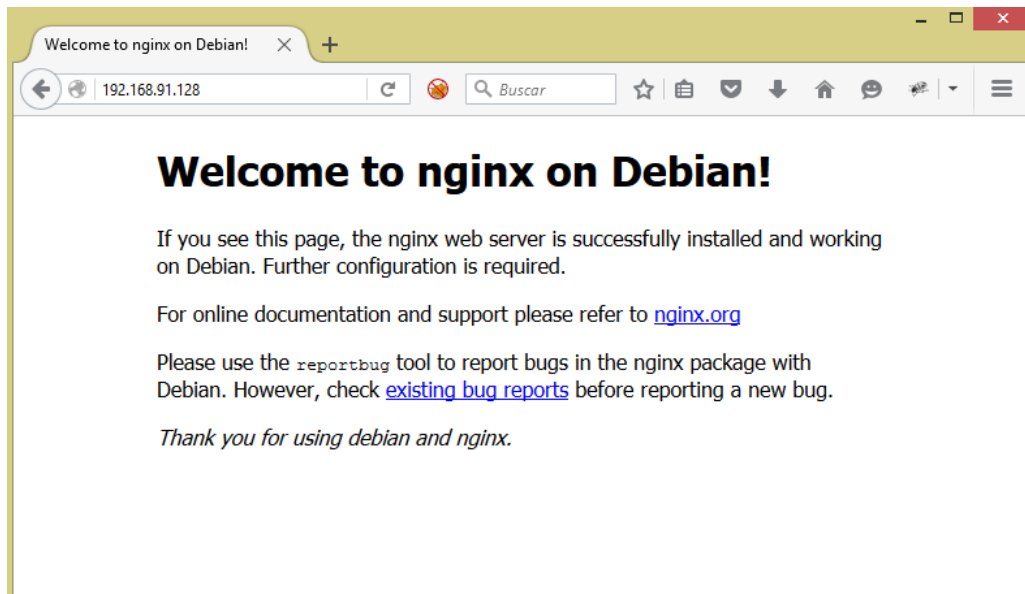 Welcome to nginx on Debian!
192.168.91.128
Buscar
Welcome to nginx on Debian!
If you see this page, the nginx web server is successfully installed and working
on Debian. Further configuration is required.
For online documentation and support please refer to nginx.org
Please use the reportbug tool to report bugs in the nginx package with
Debian. However, check existing bug reports before reporting a new bug.
Thank you for using debian and nginx.